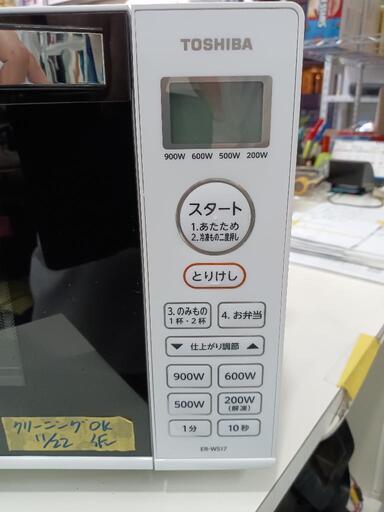 TOSHIBA
900W 600W 500W 200W
スタート
1.あたため
2.冷凍もの二度押し
とりけし
3.のみもの
1杯・2杯
4.お弁当
▼ 仕上がり調節 ▲
900W
600W
500W
200W
(解凍)
1分
10秒
ER-WS17
クリーニングOK
11/22